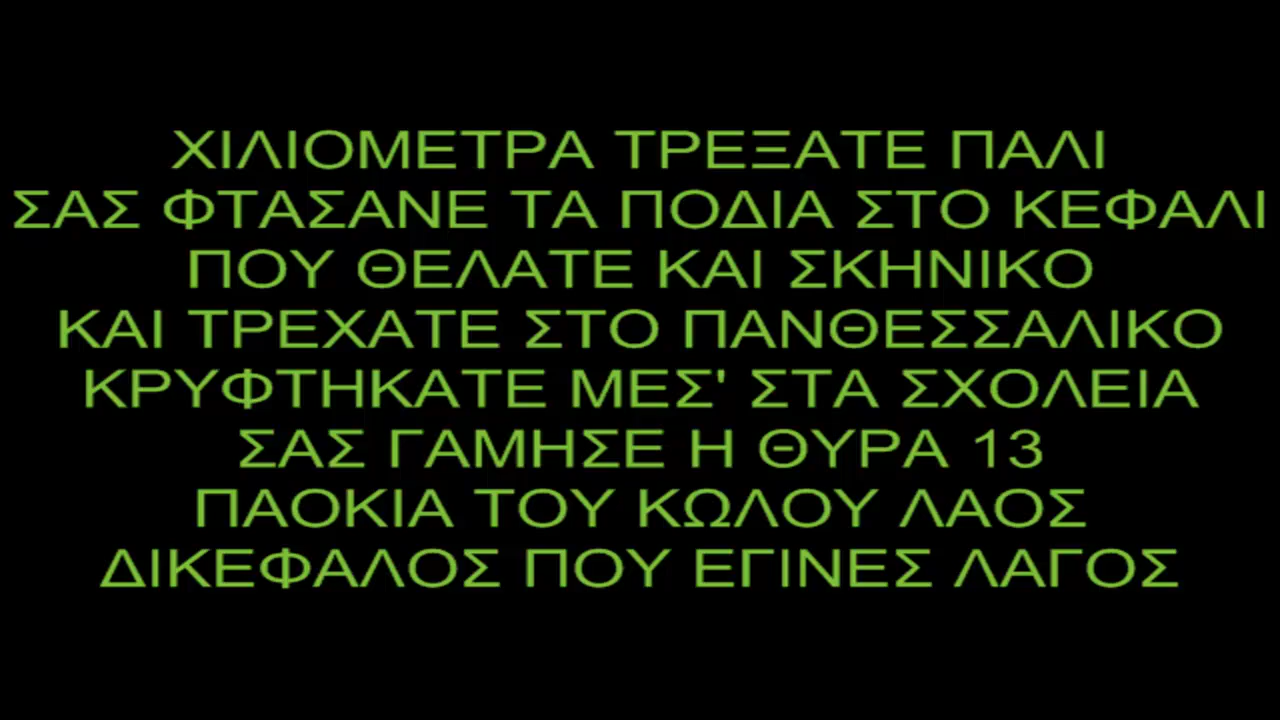 ΧΙΛΙΟΜΕΤΡΑ ΤΡΕΞΑΤΕ ΠΑΛΙ
ΣΑΣ ΦΤΑΣΑΝΕ ΤΑ ΠΟΔΙΑ ΣΤΟ ΚΕΦΑΛΙ
ΠΟΥ ΘΕΛΑΤΕ ΚΑΙ ΣΚΗΝΙΚΟ
ΚΑΙ ΤΡΕΧΑΤΕ ΣΤΟ ΠΑΝΘΕΣΣΑΛΙΚΟ
ΚΡΥΦΤΗΚΑΤΕ ΜΕΣ' ΣΤΑ ΣΧΟΛΕΙΑ
ΣΑΣ ΓΑΜΗΣΕ Η ΘΥΡΑ 13
ΠΑΟΚΙΑ ΤΟΥ ΚΩΛΟΥ ΛΑΟΣ
ΔΙΚΕΦΑΛΟΣ ΠΟΥ ΕΓΙΝΕΣ ΛΑΓΟΣ